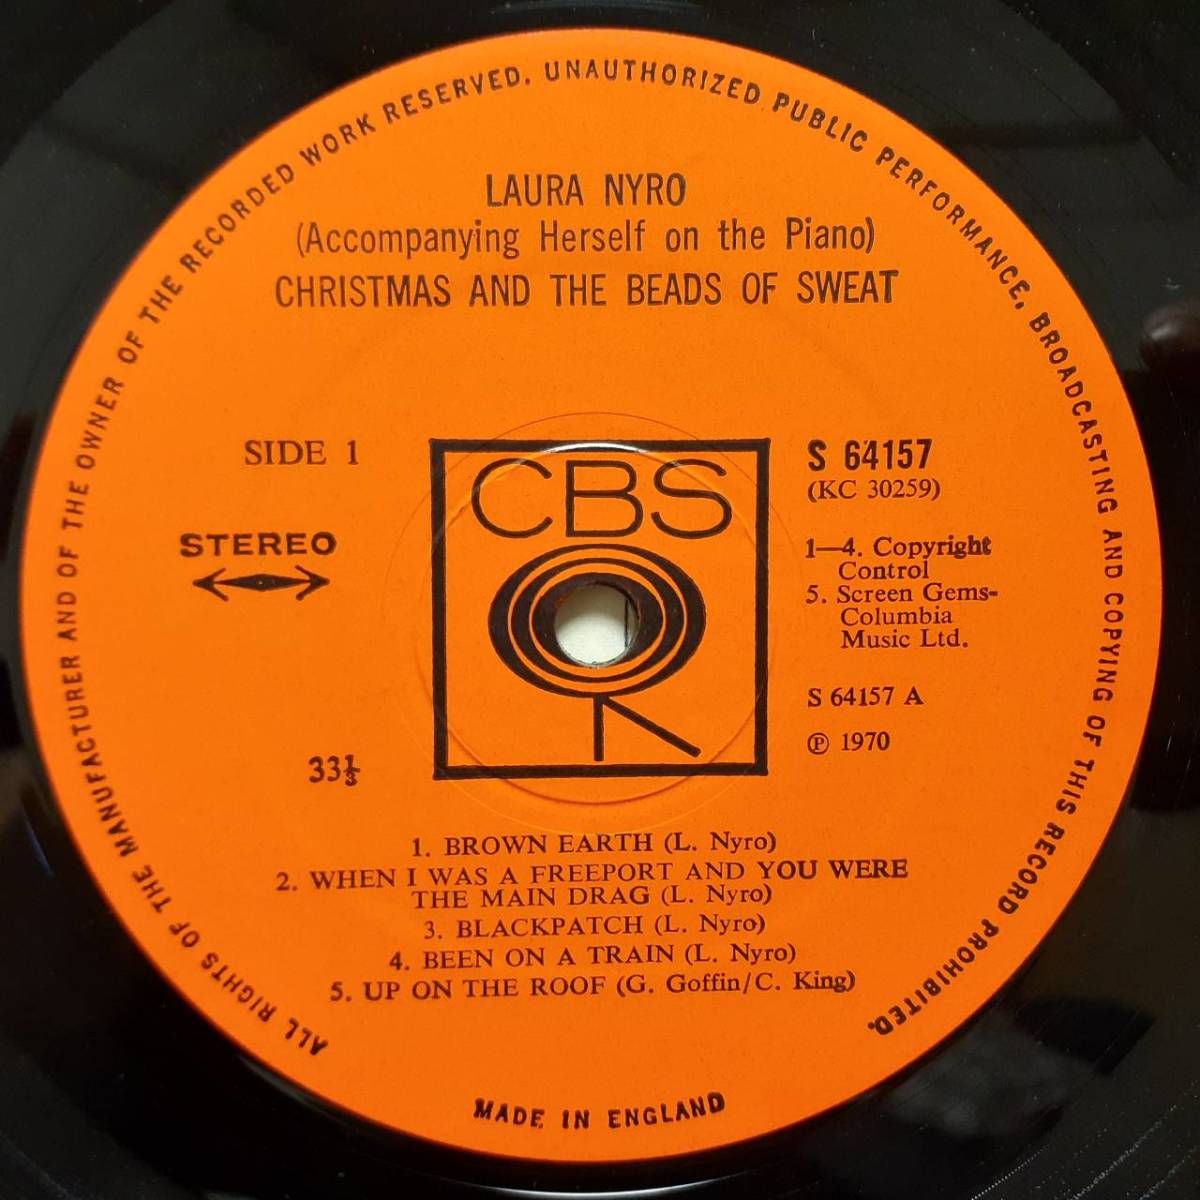 ALL RIGHTS OF THE MANUFACTURER AND OF THE OWNER OF THE RECORDED WORK RESERVED. UNAUTHORIZED PUBLIC PERFORMANCE, BROADCASTING AND COPYING OF THIS RECORD PROHIBITED.
LAURA NYRO
(Accompanying Herself on the Piano)
CHRISTMAS AND THE BEADS OF SWEAT
SIDE 1
STEREO
33⅓
CBS
S 64157
(KC 30259)
1—4. Copyright
Control
5. Screen Gems-
Columbia
Music Ltd.
S 64157 A
℗ 1970
1. BROWN EARTH (L. Nyro)
2. WHEN I WAS A FREEPORT AND YOU WERE
THE MAIN DRAG (L. Nyro)
3. BLACKPATCH (L. Nyro)
4. BEEN ON A TRAIN (L. Nyro)
5. UP ON THE ROOF (G. Goffin/C. King)
MADE IN ENGLAND